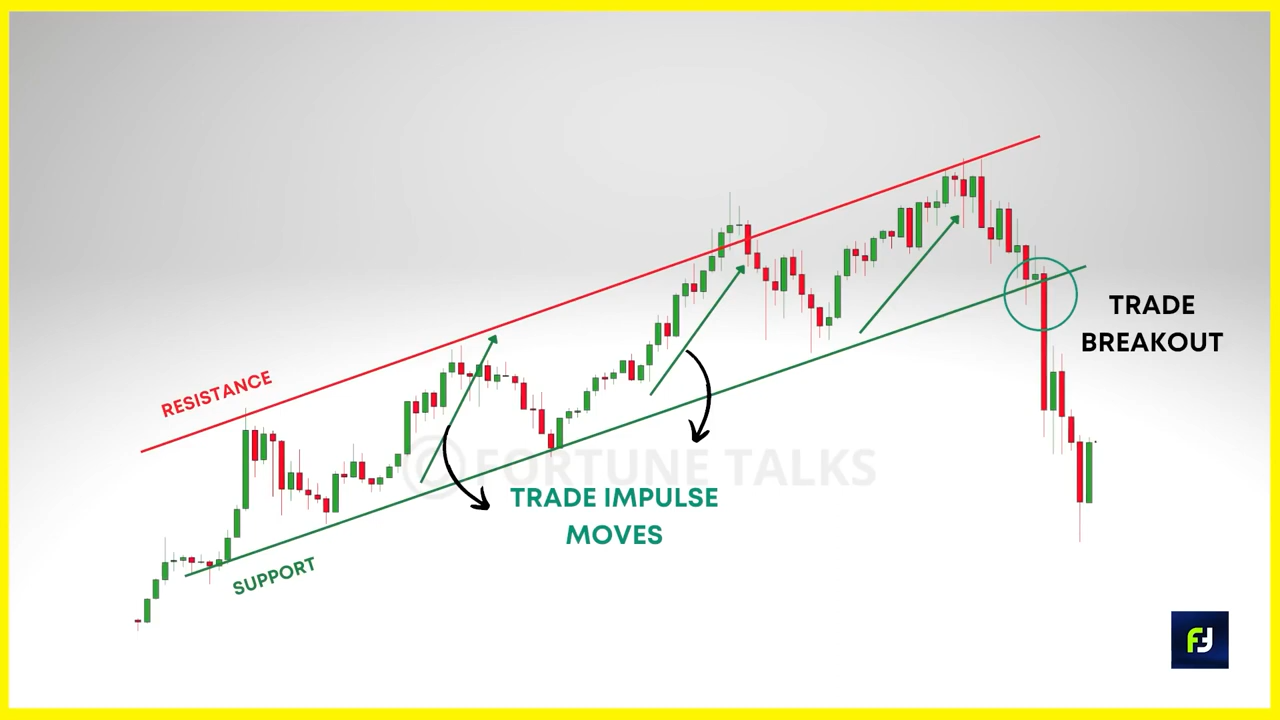 RESISTANCE
TRADE
BREAKOUT
© FORTUNE TALKS
TRADE IMPULSE
MOVES
SUPPORT